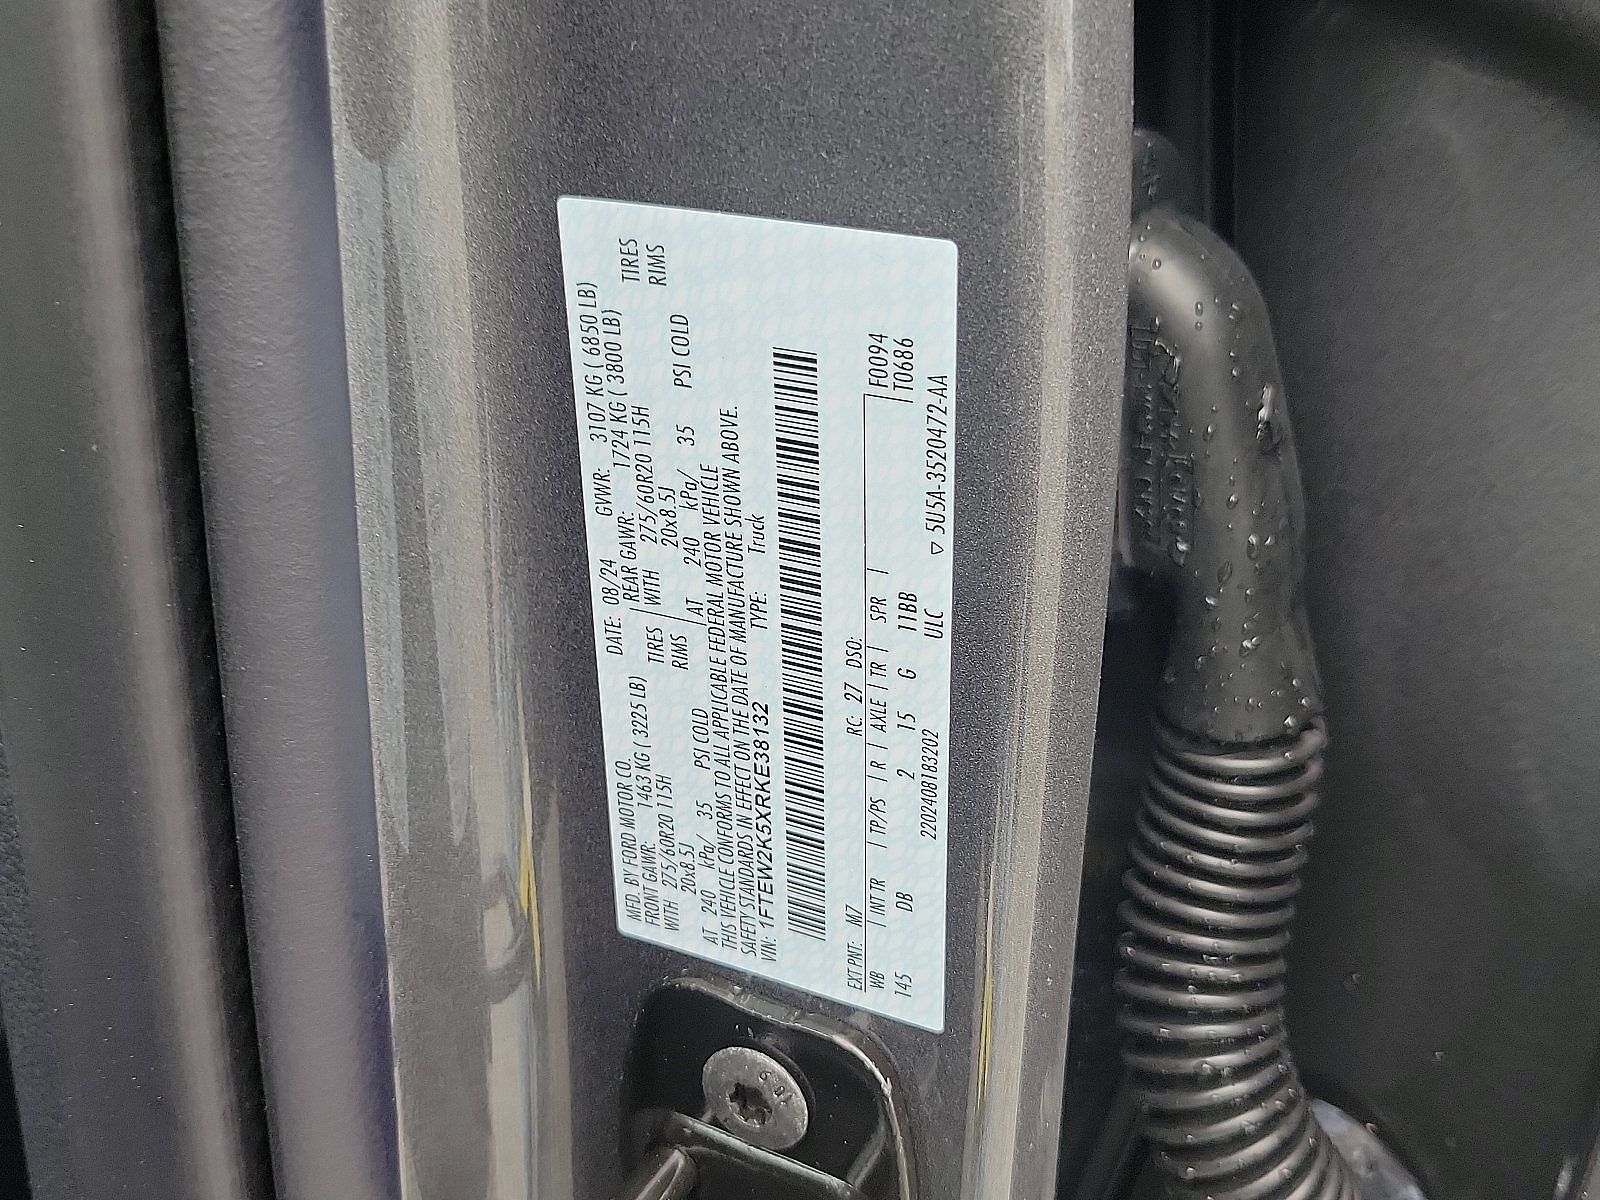 MFD. BY FORD MOTOR CO.
DATE: 08/24 GVWR: 3107 KG ( 6850 LB)
FRONT GAWR: 1463 KG ( 3225 LB) REAR GAWR: 1724 KG ( 3800 LB)
WITH 275/60R20 115H TIRES WITH 275/60R20 115H TIRES
20x8.5J RIMS 20x8.5J RIMS
AT 240 kPa/ 35 PSI COLD AT 240 kPa/ 35 PSI COLD
THIS VEHICLE CONFORMS TO ALL APPLICABLE FEDERAL MOTOR VEHICLE
SAFETY STANDARDS IN EFFECT ON THE DATE OF MANUFACTURE SHOWN ABOVE.
VIN: 1FTEW2K5XRKE38132 TYPE: Truck
EXT PNT: M7 RC: 27 DSO:
WB | INT TR | TP/PS | R | AXLE | TR | SPR | F0094
145 DB 2 15 G 11BB T0686
2202408183202 ULC ▽ 5U5A-3520472-AA
10.9